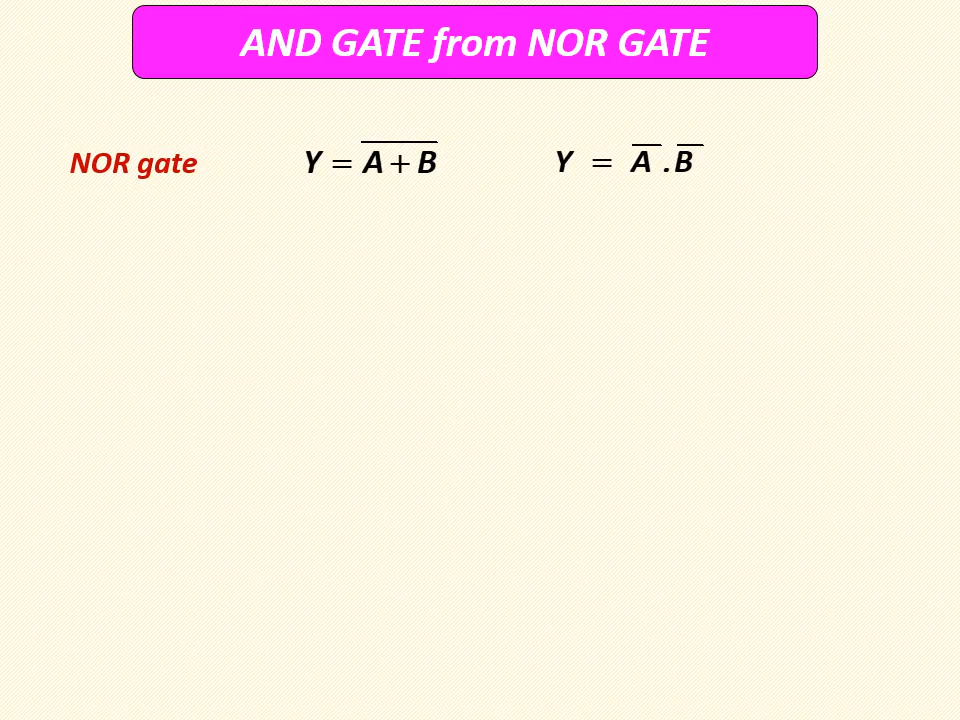 AND GATE from NOR GATE
NOR gate Y = A̅ ̅+̅ ̅B̅ Y = A̅ . B̅